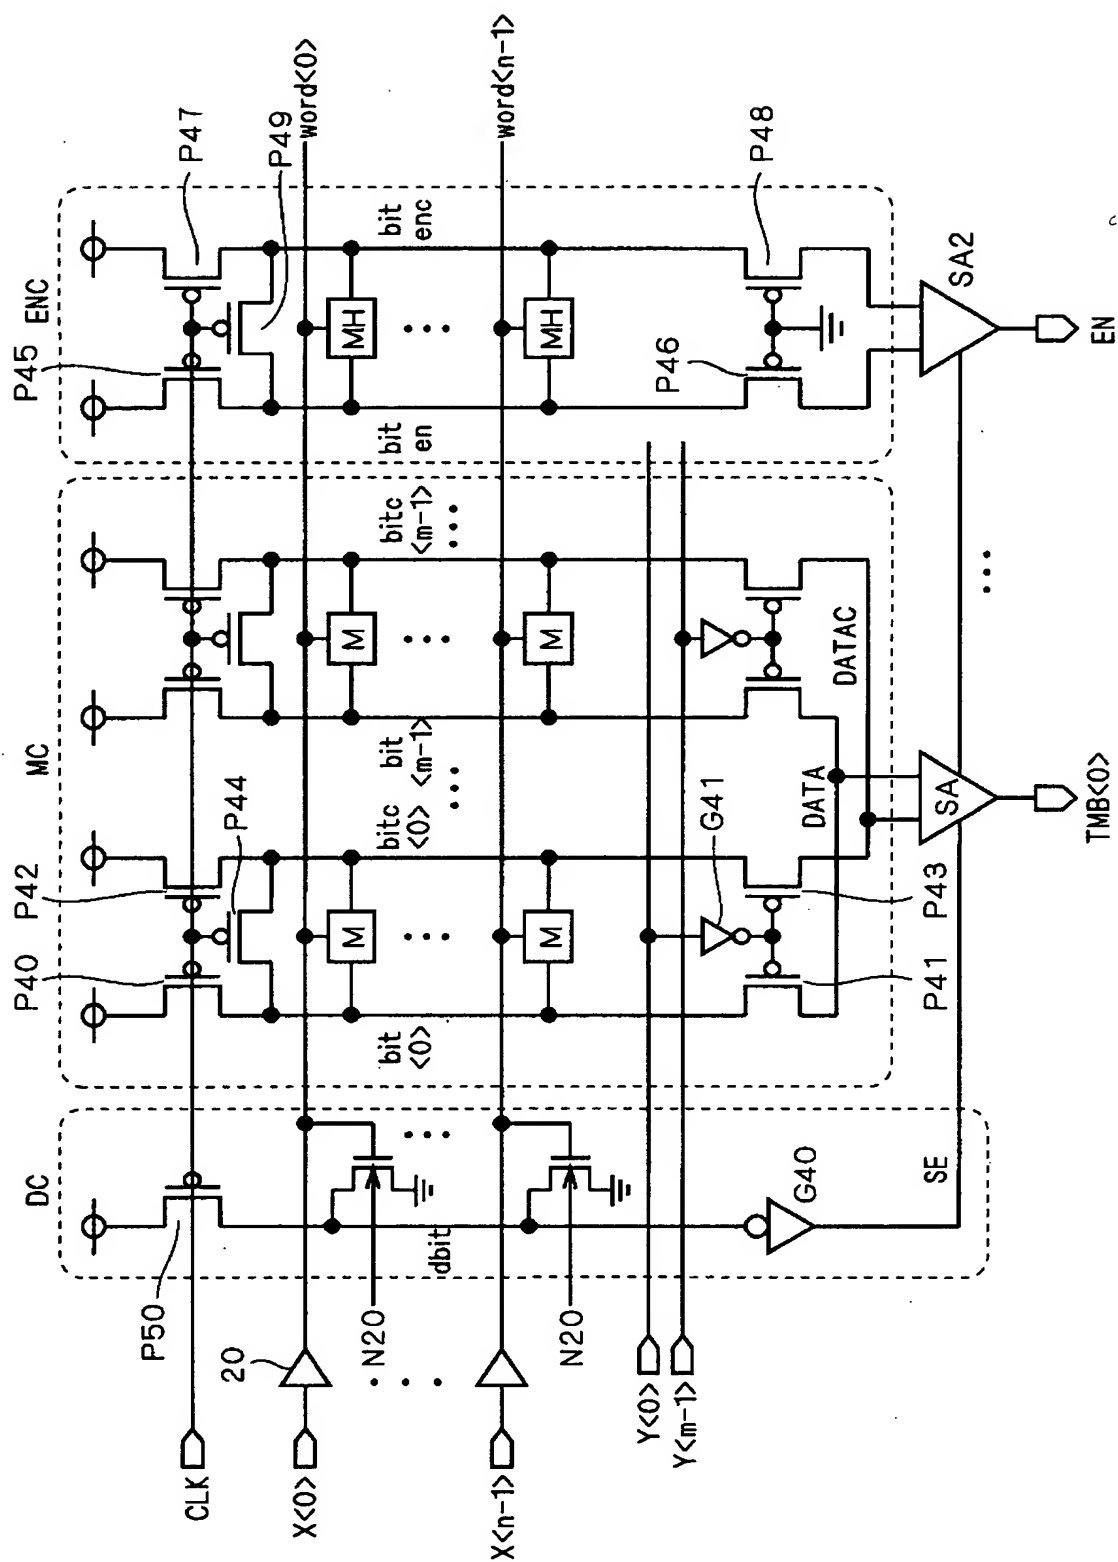 DC
MC
ENC
P50
P40
P42
P44
P45
P47
P49
CLK
20
X<0>
word<0>
N20
dbit
bit
<0>
M
bitc
<0>
bit
<m-1>
M
bitc
<m-1>
bit
en
MH
bit
enc
X<n-1>
word<n-1>
N20
M
M
MH
Y<0>
Y<m-1>
G40
SE
G41
P41
P43
DATA
DATAC
P46
P48
SA
SA2
TMB<0>
EN